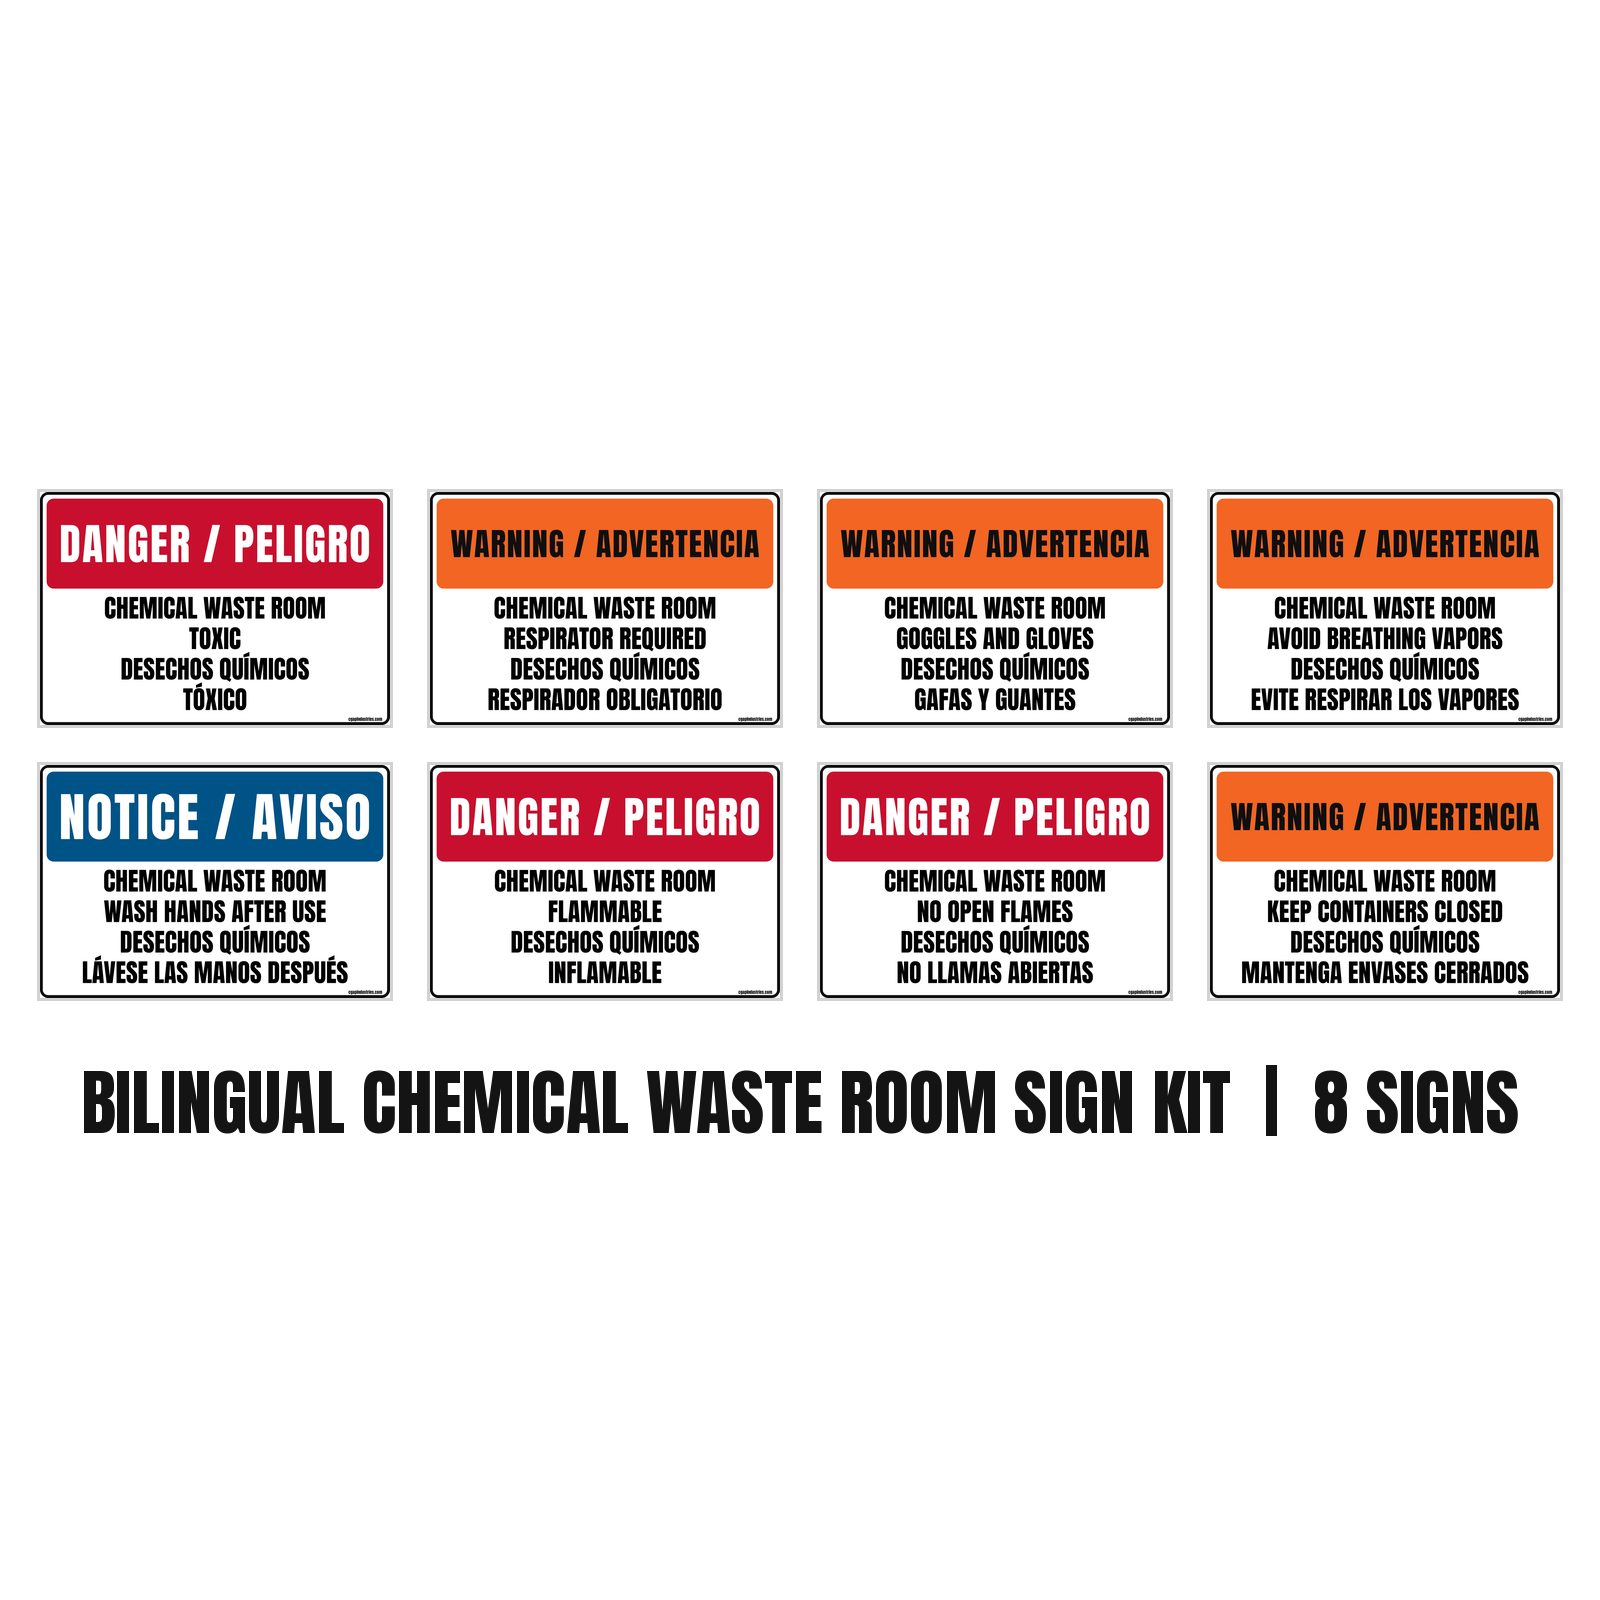 DANGER / PELIGRO
CHEMICAL WASTE ROOM
TOXIC
DESECHOS QUÍMICOS
TÓXICO
WARNING / ADVERTENCIA
CHEMICAL WASTE ROOM
RESPIRATOR REQUIRED
DESECHOS QUÍMICOS
RESPIRADOR OBLIGATORIO
WARNING / ADVERTENCIA
CHEMICAL WASTE ROOM
GOGGLES AND GLOVES
DESECHOS QUÍMICOS
GAFAS Y GUANTES
WARNING / ADVERTENCIA
CHEMICAL WASTE ROOM
AVOID BREATHING VAPORS
DESECHOS QUÍMICOS
EVITE RESPIRAR LOS VAPORES
NOTICE / AVISO
CHEMICAL WASTE ROOM
WASH HANDS AFTER USE
DESECHOS QUÍMICOS
LÁVESE LAS MANOS DESPUÉS
DANGER / PELIGRO
CHEMICAL WASTE ROOM
FLAMMABLE
DESECHOS QUÍMICOS
INFLAMABLE
DANGER / PELIGRO
CHEMICAL WASTE ROOM
NO OPEN FLAMES
DESECHOS QUÍMICOS
NO LLAMAS ABIERTAS
WARNING / ADVERTENCIA
CHEMICAL WASTE ROOM
KEEP CONTAINERS CLOSED
DESECHOS QUÍMICOS
MANTENGA ENVASES CERRADOS
BILINGUAL CHEMICAL WASTE ROOM SIGN KIT | 8 SIGNS